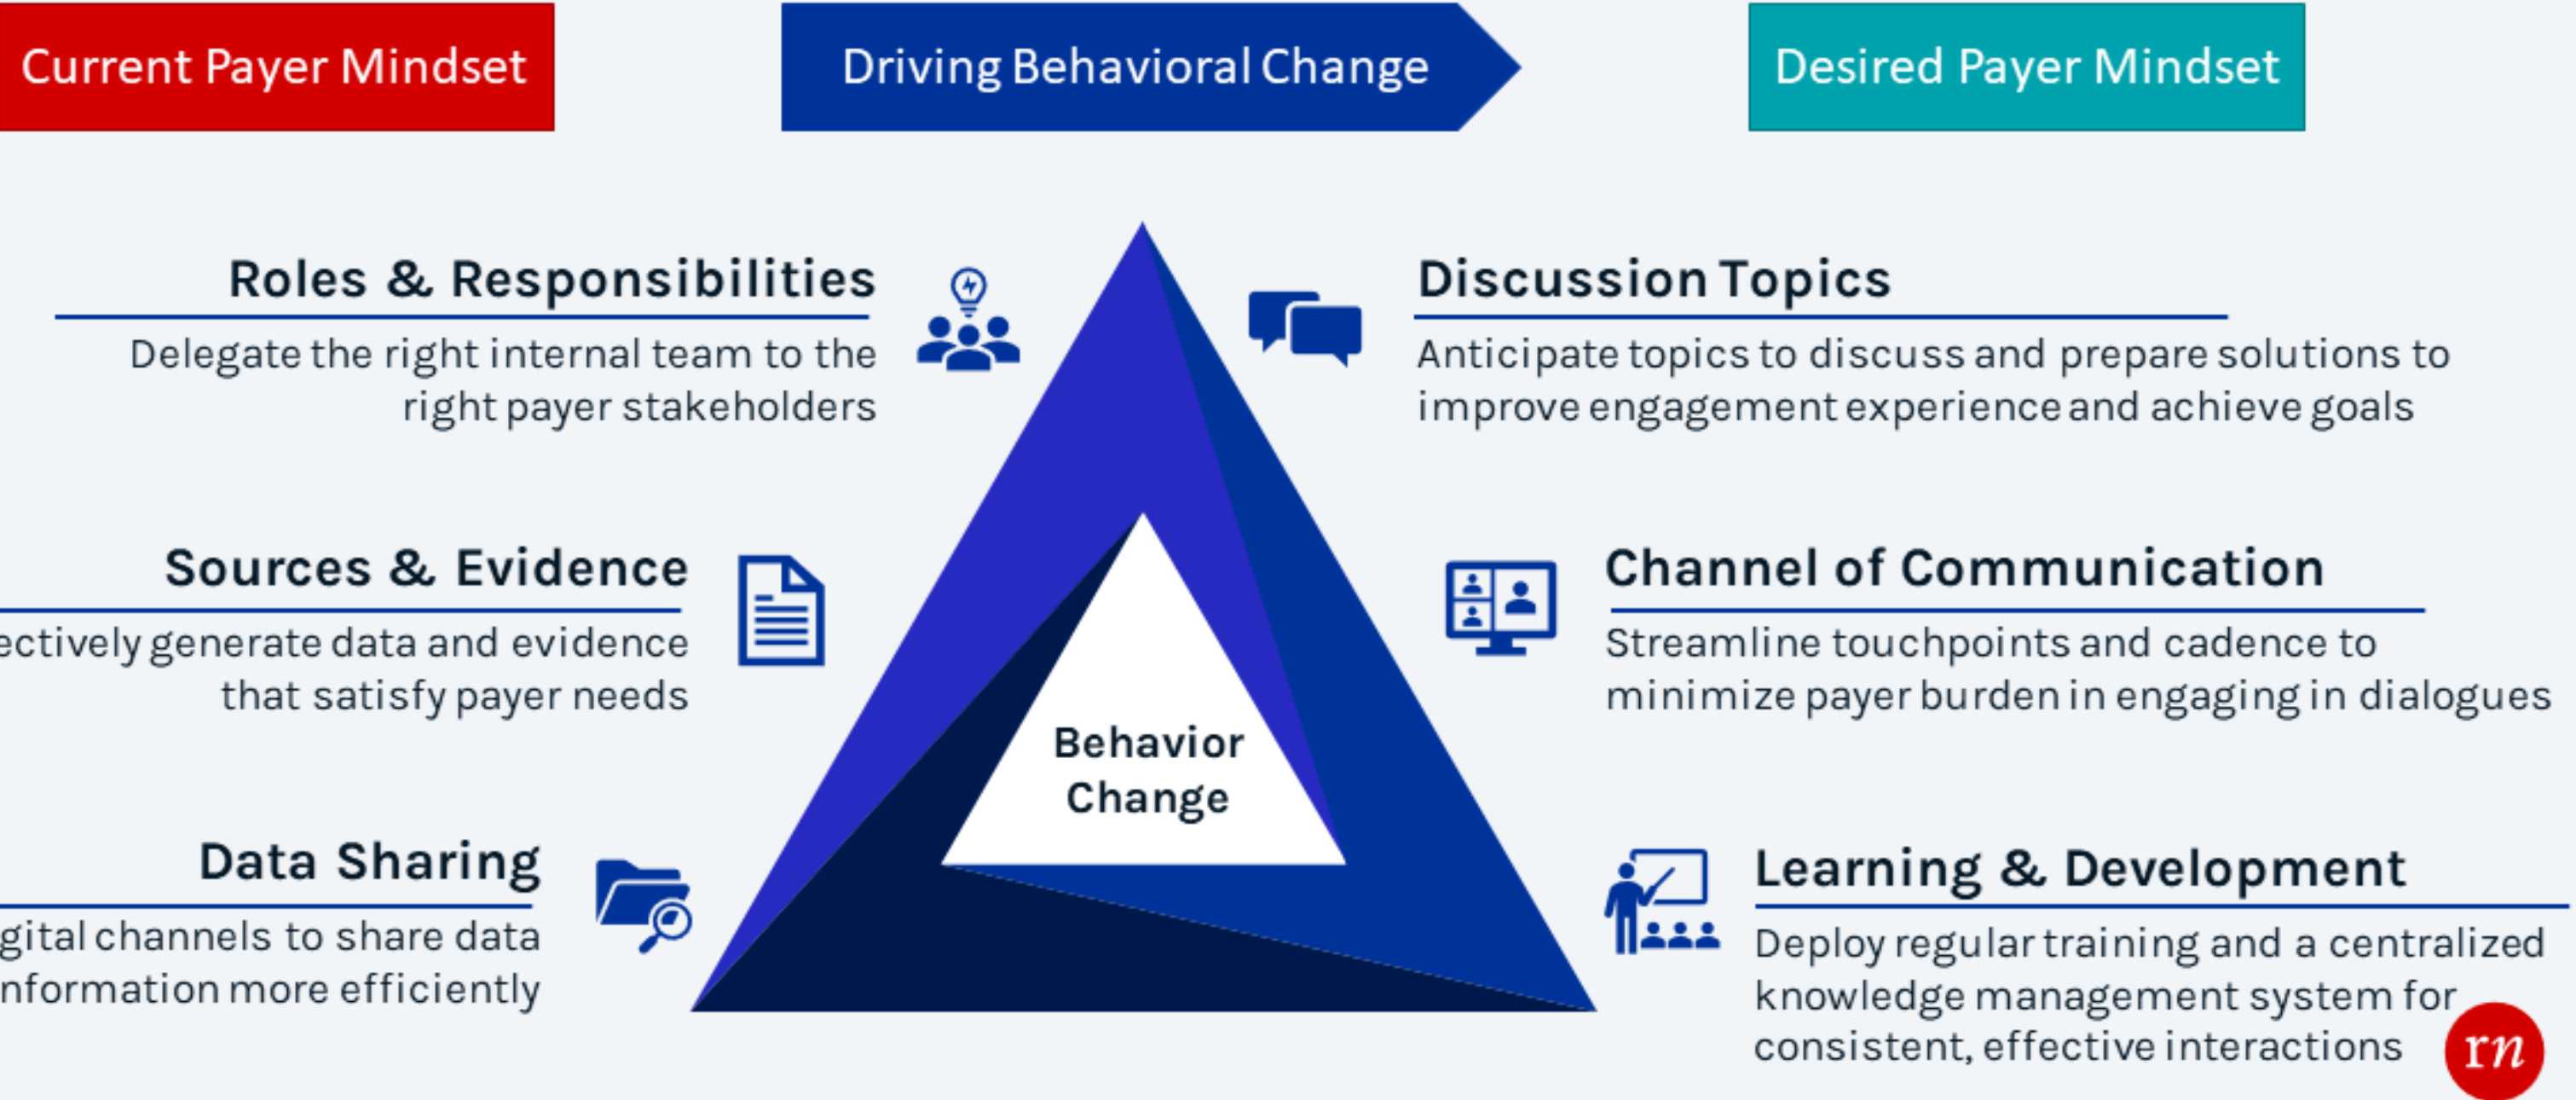 Current Payer Mindset
Driving Behavioral Change
Desired Payer Mindset
Roles & Responsibilities
Delegate the right internal team to the
right payer stakeholders
Sources & Evidence
generate data and evidence
that satisfy payer needs
Data Sharing
channels to share data
more efficiently
Behavior
Change
Discussion Topics
Anticipate topics to discuss and prepare solutions to
improve engagement experience and achieve goals
Channel of Communication
Streamline touchpoints and cadence to
minimize payer burden in engaging in dialogues
Learning & Development
Deploy regular training and a centralized
knowledge management system for
consistent, effective interactions
rn